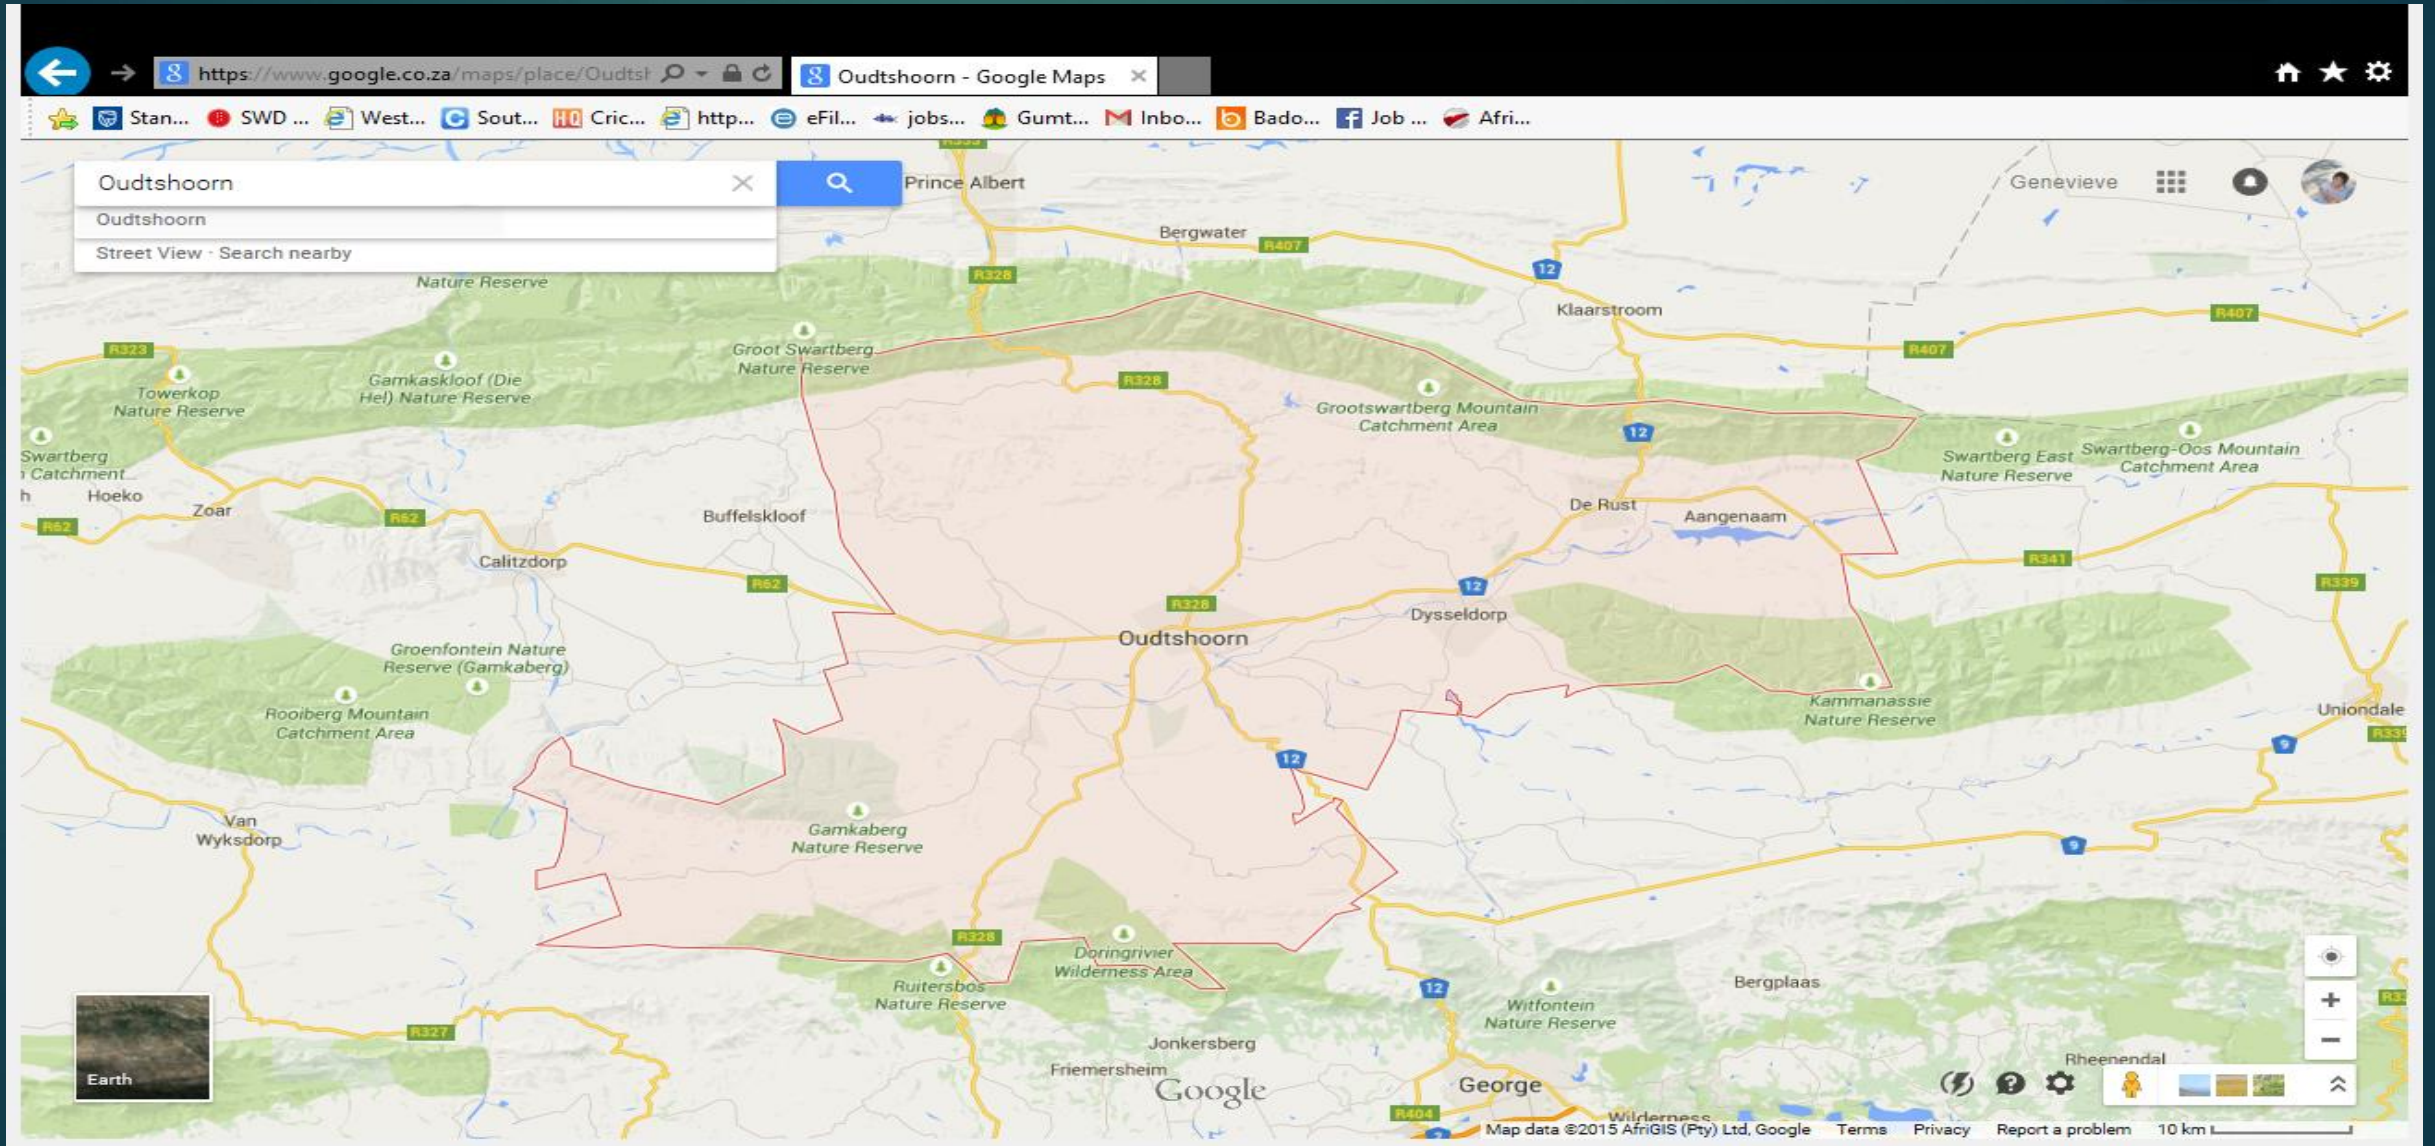 https://www.google.co.za/maps/place/Oudtsh
Oudtshoorn - Google Maps
Stan... SWD ... West... Sout... HQ Cric... http... eFil... jobs... Gumt... Inbo... Bado... Job ... Afri...
Oudtshoorn
Oudtshoorn
Street View · Search nearby
Genevieve
Prince Albert
Bergwater
R407
R328
12
Nature Reserve
Klaarstroom
R407
R407
R323
Groot Swartberg
Nature Reserve
R328
Towerkop
Nature Reserve
Gamkaskloof (Die
Hel) Nature Reserve
Grootswartberg Mountain
Catchment Area
12
Swartberg
Catchment
Swartberg East
Nature Reserve
Swartberg-Oos Mountain
Catchment Area
Hoeko
Zoar
R62
R62
Buffelskloof
De Rust
Aangenaam
Calitzdorp
R62
R341
R339
12
R328
Dysseldorp
Oudtshoorn
Groenfontein Nature
Reserve (Gamkaberg)
Rooiberg Mountain
Catchment Area
Kammanassie
Nature Reserve
Uniondale
R339
9
12
Van
Wyksdorp
Gamkaberg
Nature Reserve
9
R328
Doringrivier
Wilderness Area
Ruitersbos
Nature Reserve
12
Witfontein
Nature Reserve
Bergplaas
R327
Jonkersberg
Friemersheim
Google
George
Rheenendal
Earth
R404
Wilderness
2
Map data ©2015 AfriGIS (Pty) Ltd, Google Terms Privacy Report a problem 10 km